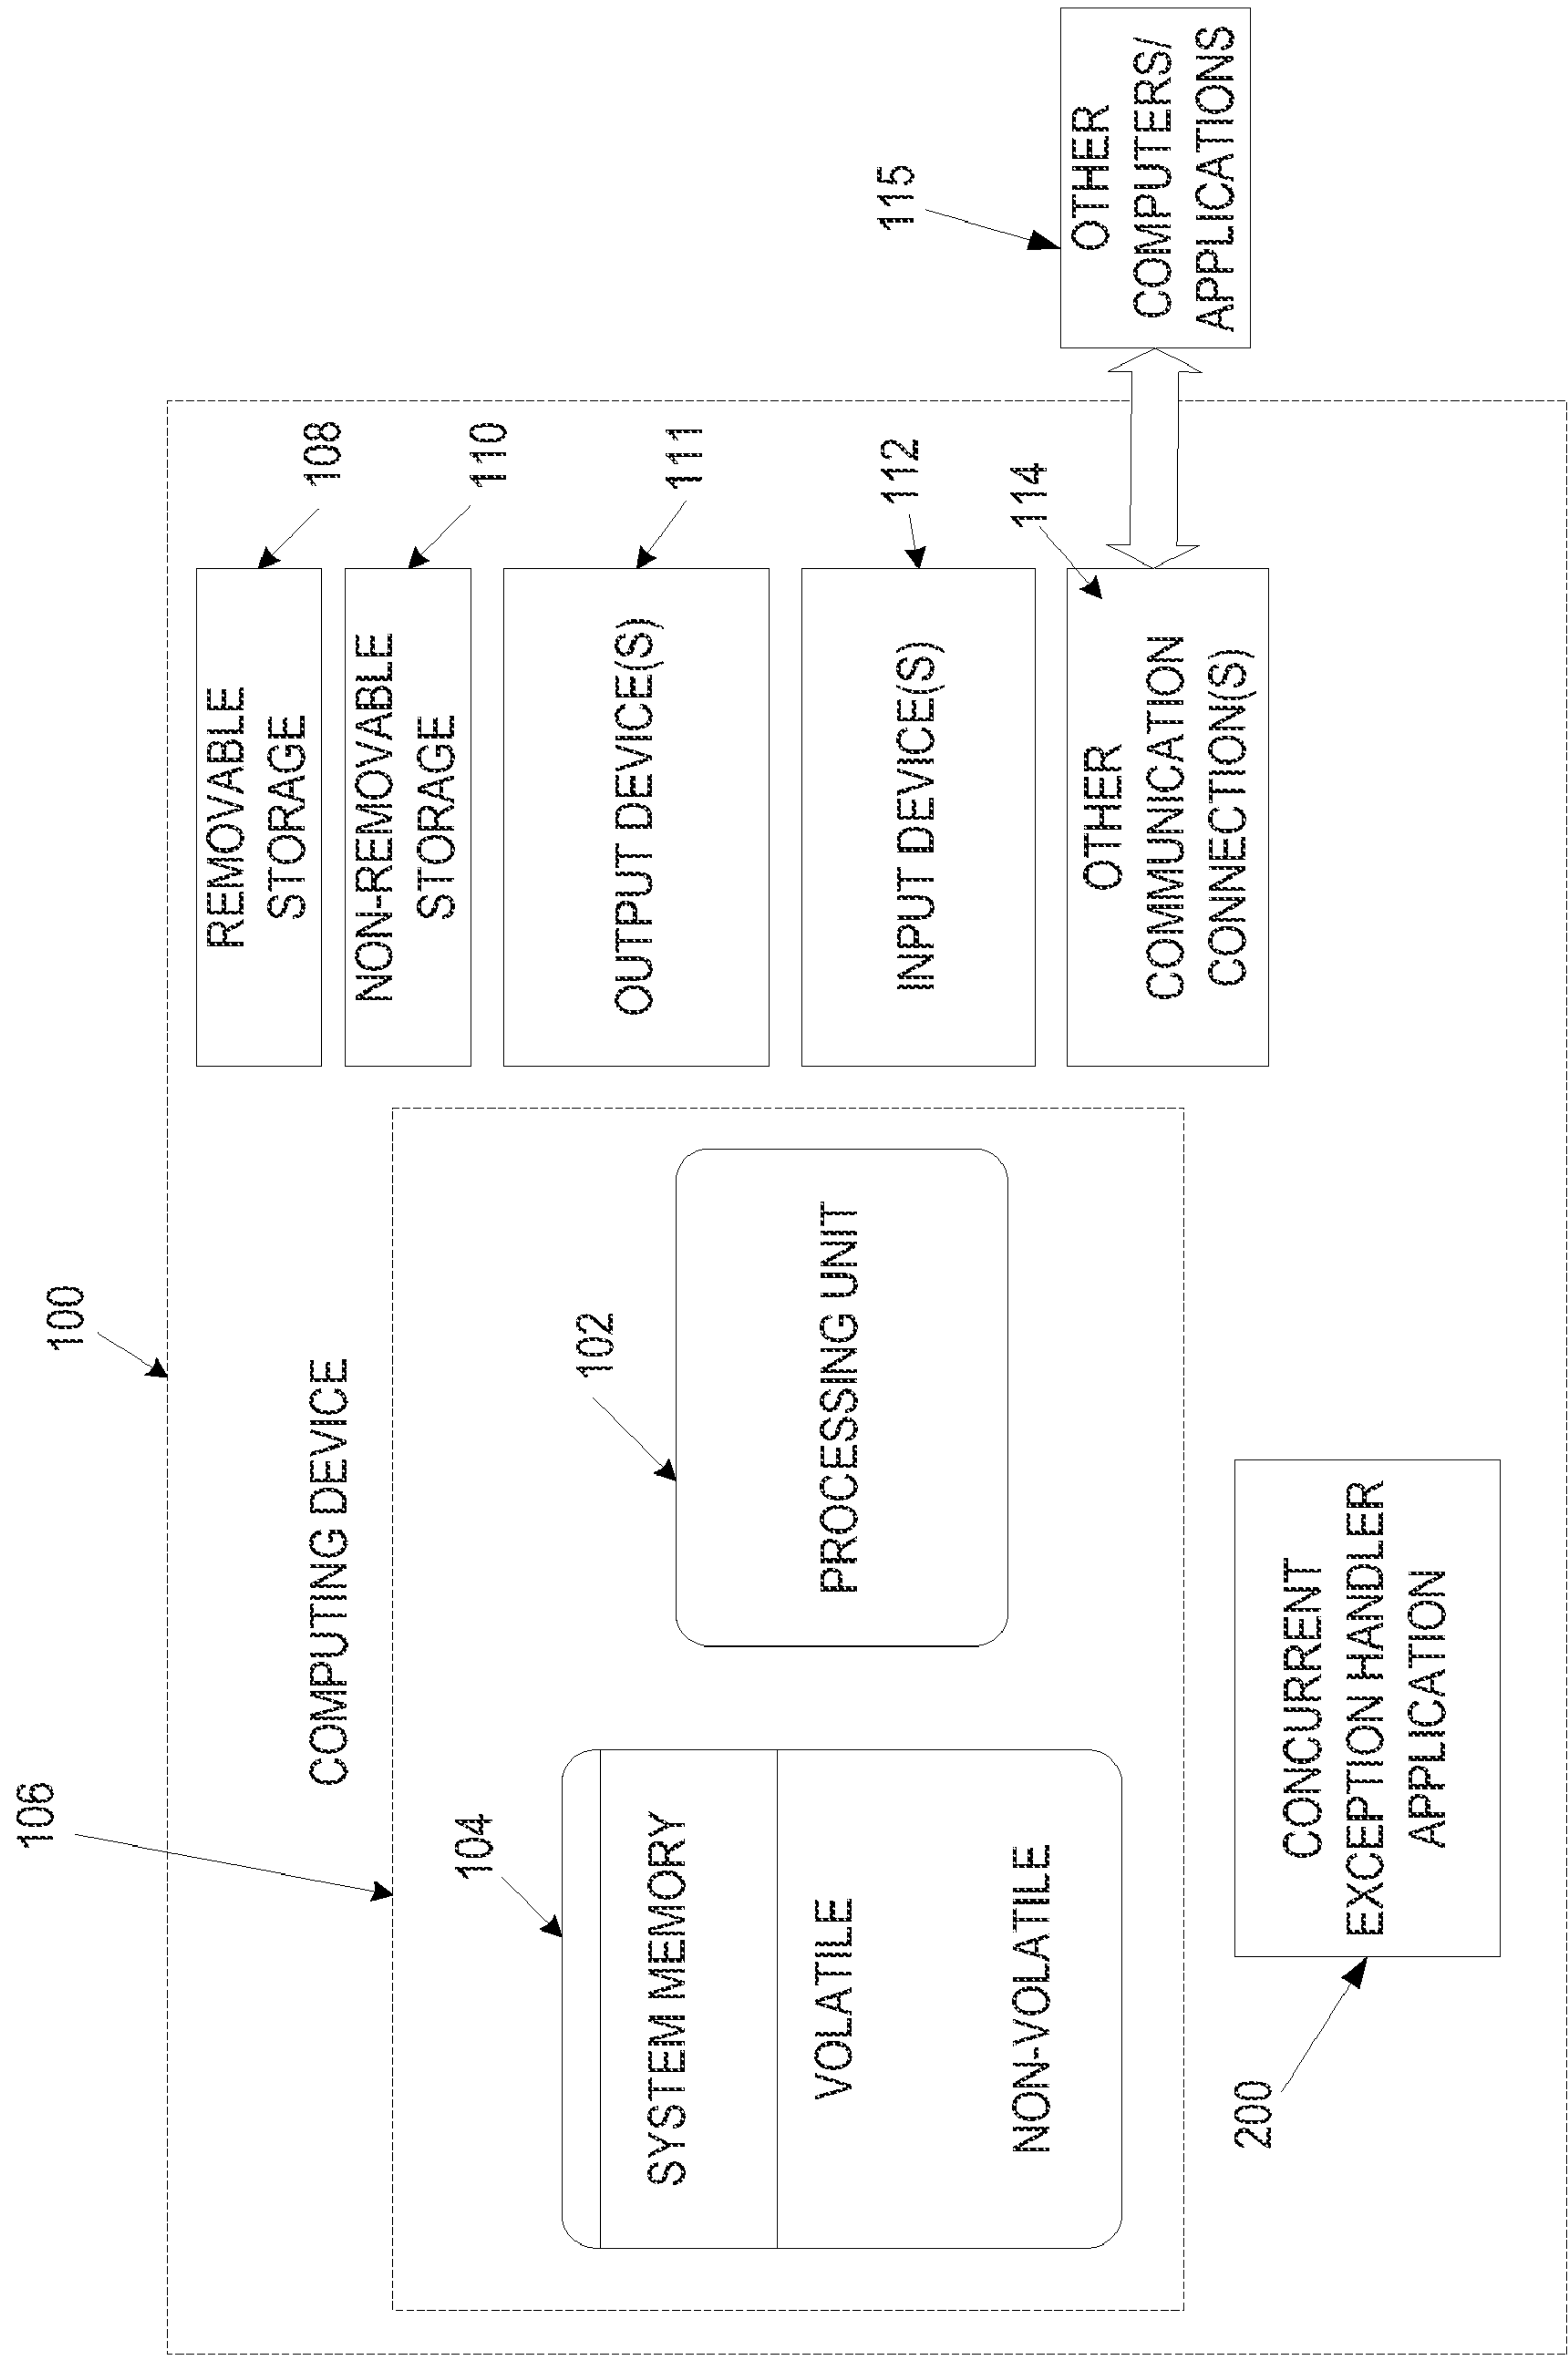 106
100
COMPUTING DEVICE
104
SYSTEM MEMORY
VOLATILE
NON-VOLATILE
102
PROCESSING UNIT
200
CONCURRENT
EXCEPTION HANDLER
APPLICATION
REMOVABLE
STORAGE
108
NON-REMOVABLE
STORAGE
110
OUTPUT DEVICE(S)
111
INPUT DEVICE(S)
112
OTHER
COMMUNICATION
CONNECTION(S)
114
115
OTHER
COMPUTERS/
APPLICATIONS